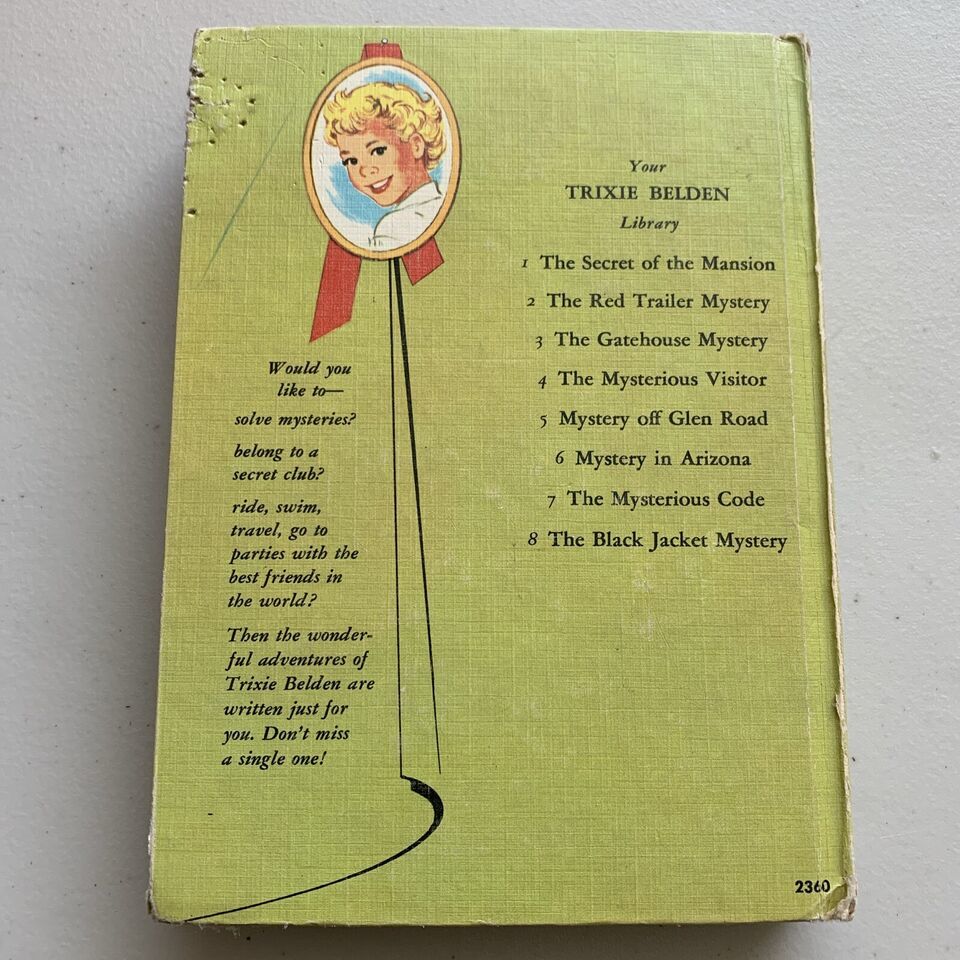 Would you
like to—
solve mysteries?
belong to a
secret club?
ride, swim,
travel, go to
parties with the
best friends in
the world?
Then the wonder-
ful adventures of
Trixie Belden are
written just for
you. Don't miss
a single one!
Your
TRIXIE BELDEN
Library
1 The Secret of the Mansion
2 The Red Trailer Mystery
3 The Gatehouse Mystery
4 The Mysterious Visitor
5 Mystery off Glen Road
6 Mystery in Arizona
7 The Mysterious Code
8 The Black Jacket Mystery
2360